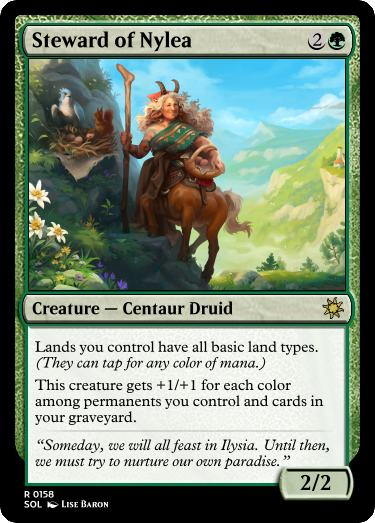 Steward of Nylea 2
Creature — Centaur Druid
Lands you control have all basic land types.
(They can tap for any color of mana.)
This creature gets +1/+1 for each color
among permanents you control and cards in
your graveyard.
“Someday, we will all feast in Ilysia. Until then,
we must try to nurture our own paradise.”
2/2
R 0158
SOL Lise Baron